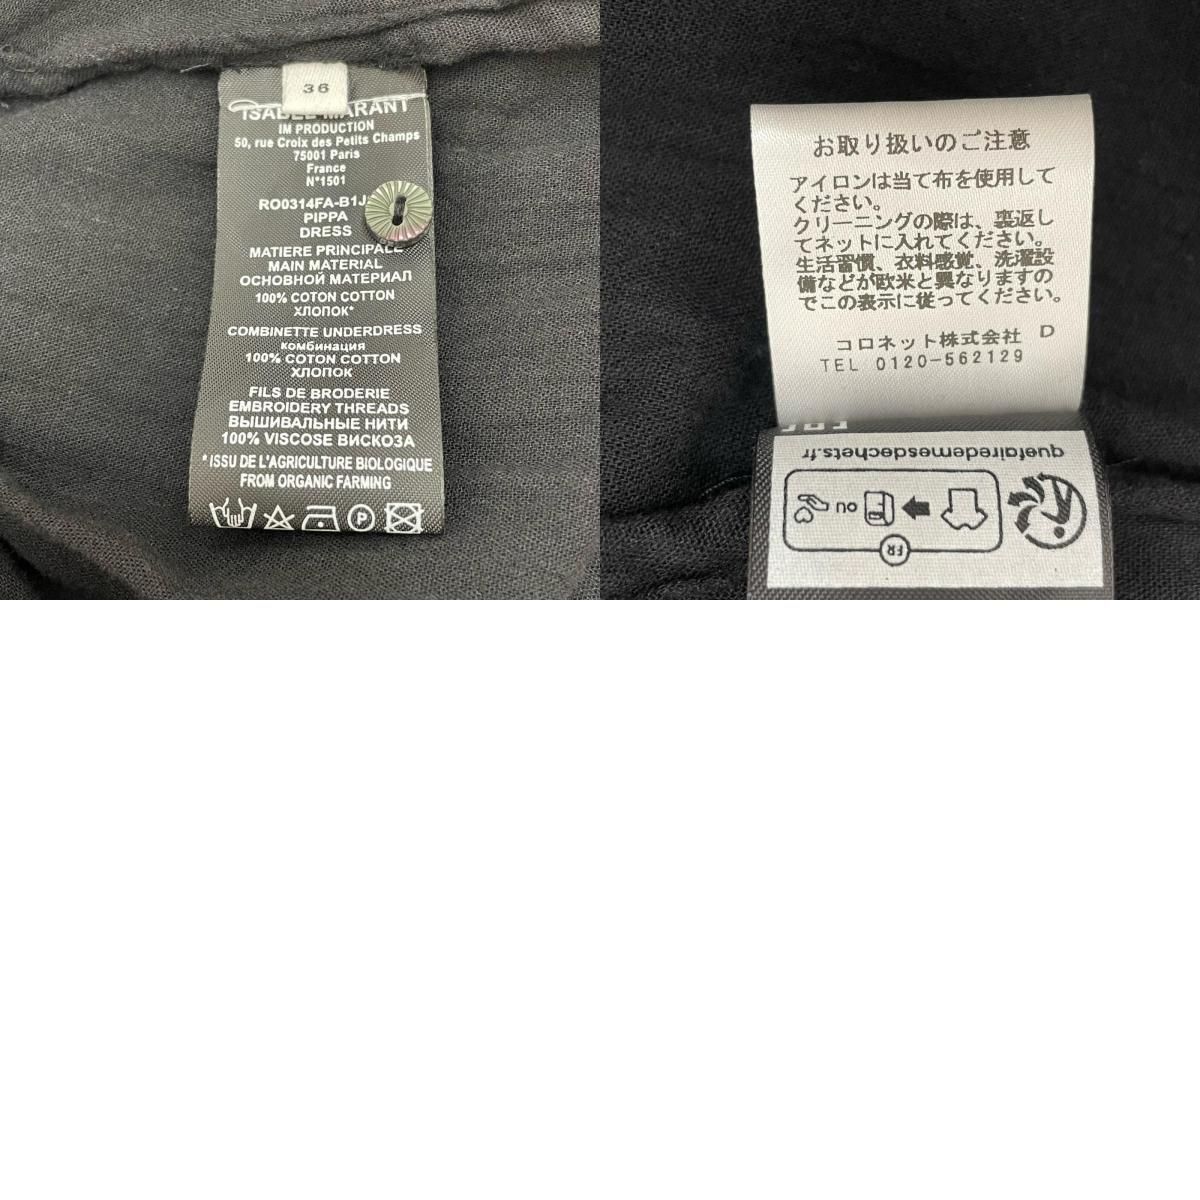 36
ISABEL MARANT
IM PRODUCTION
50, rue Croix des Petits Champs
75001 Paris
France
N°1501
RO0314FA-B1J
PIPPA
DRESS
MATIERE PRINCIPALE
MAIN MATERIAL
ОСНОВНОЙ МАТЕРИАЛ
100% COTON COTTON
ХЛОПОК*
COMBINETTE UNDERDRESS
комбинация
100% COTON COTTON
ХЛОПОК
FILS DE BRODERIE
EMBROIDERY THREADS
ВЫШИВАЛЬНЫЕ НИТИ
100% VISCOSE ВИСКОЗА
* ISSU DE L'AGRICULTURE BIOLOGIQUE
FROM ORGANIC FARMING
P
お取り扱いのご注意
アイロンは当て布を使用して
ください。
クリーニングの際は、裏返し
てネットに入れてください。
生活習慣、衣料感覚、洗濯設
備などが欧米と異なりますの
でこの表示に従ってください。
コロネット株式会社 D
TEL 0120-562129
quefairedemesdechets.fr
OU
FR